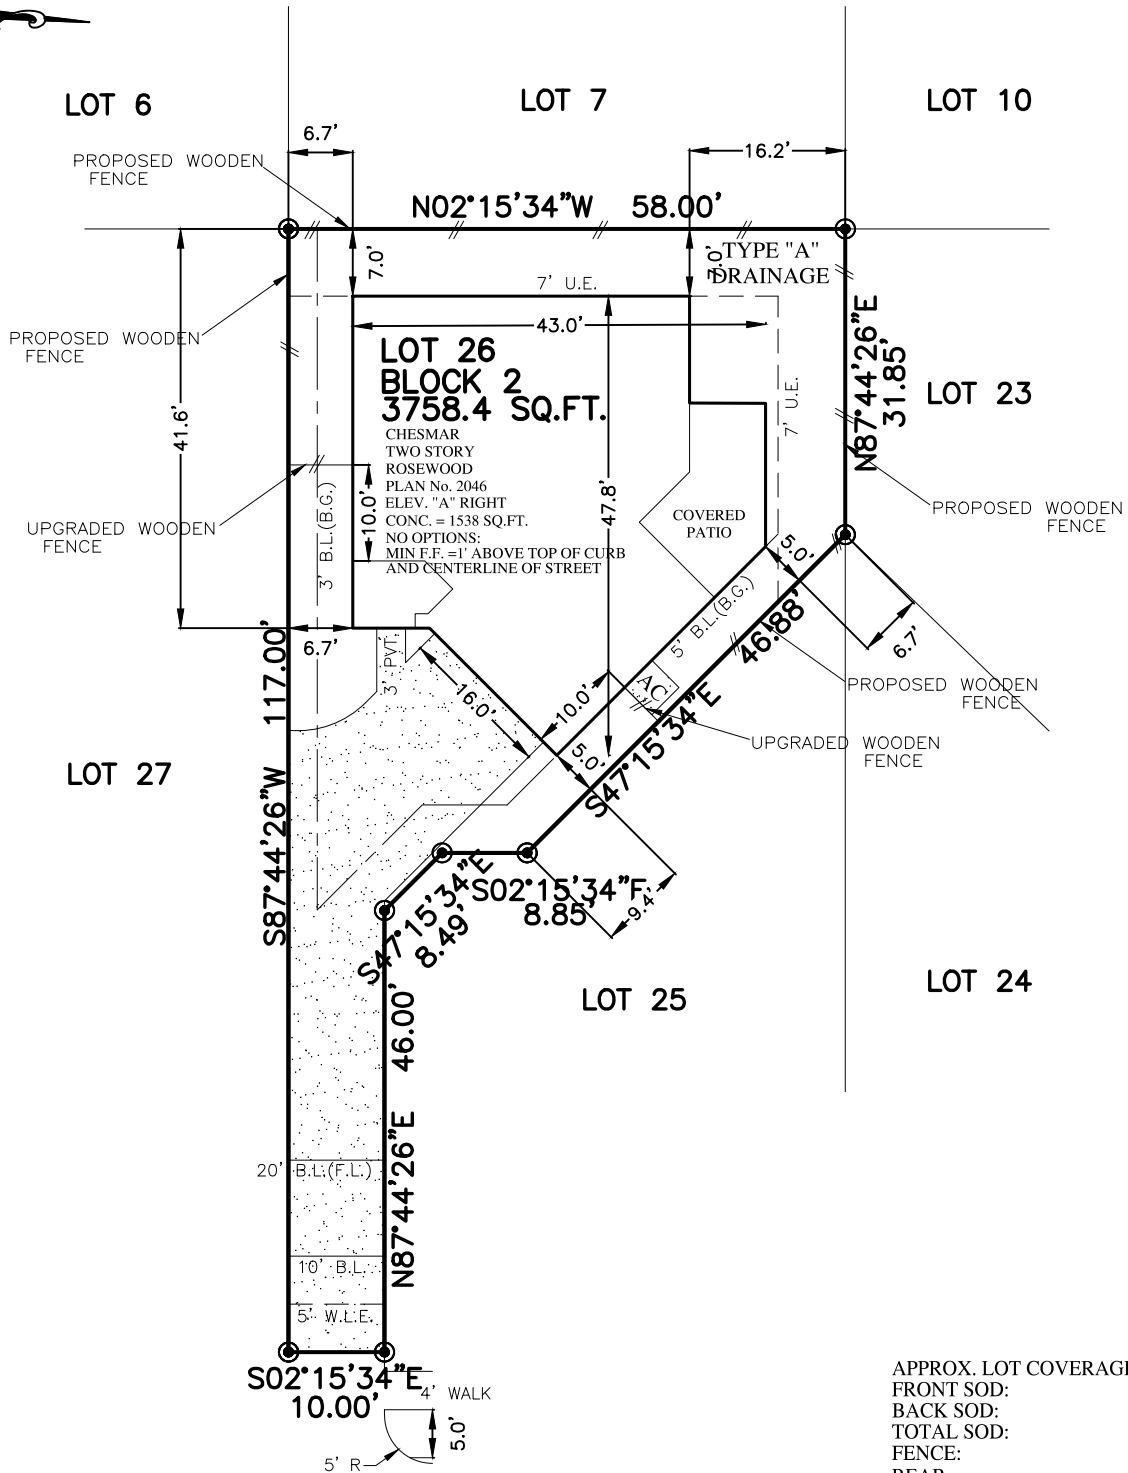 LOT 6
LOT 7
LOT 10
6.7'
16.2'
PROPOSED WOODEN
FENCE
N02°15'34"W 58.00'
7.0'
7.0'
TYPE "A"
DRAINAGE
7' U.E.
43.0'
PROPOSED WOODEN
FENCE
LOT 26
BLOCK 2
3758.4 SQ.FT.
N87°44'26"E
31.85'
7' U.E.
LOT 23
41.6'
CHESMAR
TWO STORY
ROSEWOOD
PLAN No. 2046
ELEV. "A" RIGHT
CONC. = 1538 SQ.FT.
NO OPTIONS:
MIN F.F. =1' ABOVE TOP OF CURB
AND CENTERLINE OF STREET
47.8'
10.0'
3' B.L.(B.G.)
COVERED
PATIO
PROPOSED WOODEN
FENCE
UPGRADED WOODEN
FENCE
5.0'
6.7'
5' B.L.(B.G.)
46.88'
S47°15'34"E
6.7'
3' PVT.
16.0'
10.0'
AC.
PROPOSED WOODEN
FENCE
UPGRADED WOODEN
FENCE
5.0'
LOT 27
S87°44'26"W 117.00'
S47°15'34"E
8.49'
S02°15'34"E
8.85'
9.4'
LOT 25
LOT 24
N87°44'26"E 46.00'
20' B.L.(F.L.)
10' B.L.
5' W.L.E.
S02°15'34"E
10.00'
4' WALK
5.0'
5' R
APPROX. LOT COVERAGE
FRONT SOD:
BACK SOD:
TOTAL SOD:
FENCE: